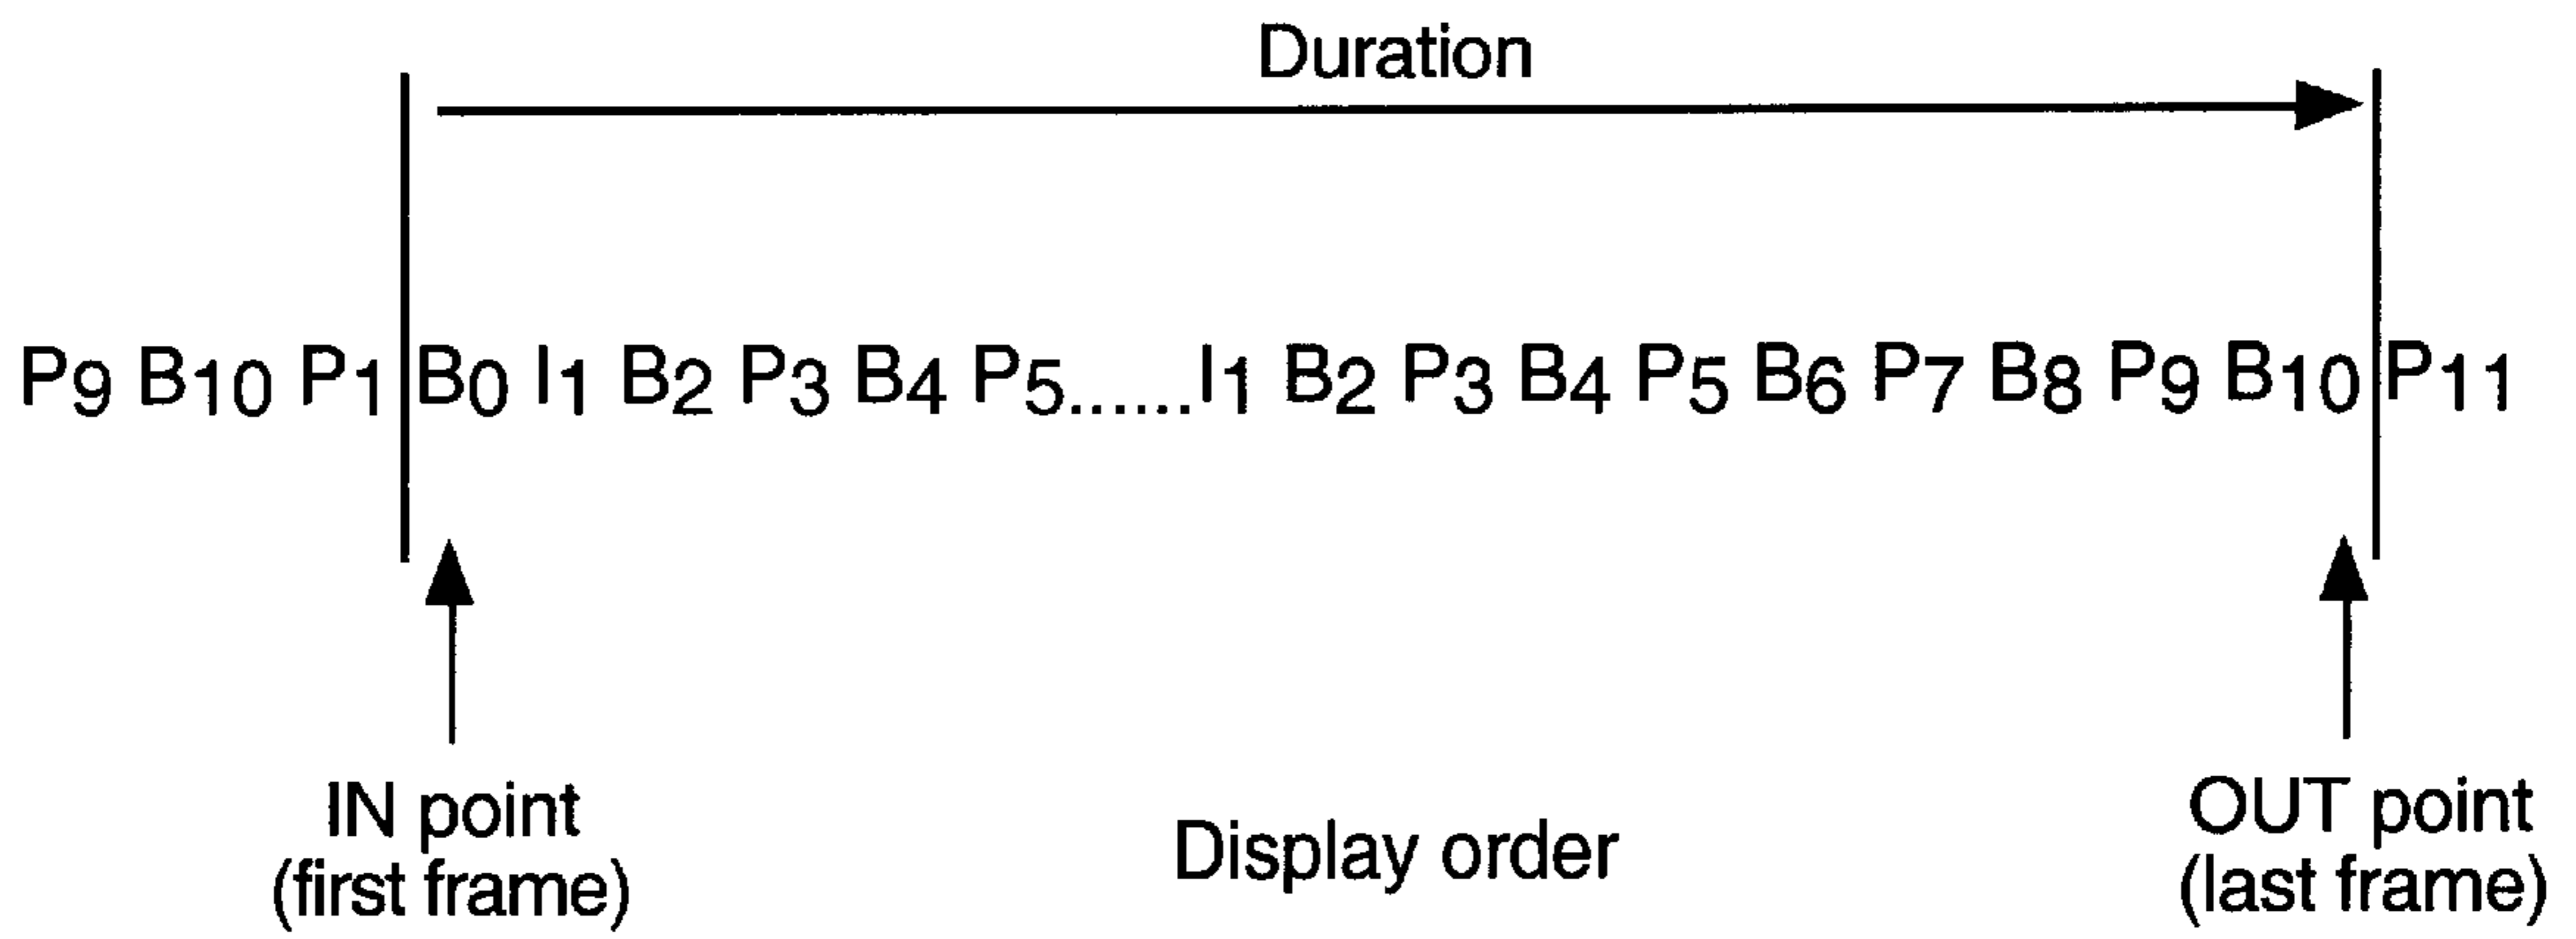 Duration
P9 B10 P1 B0 I1 B2 P3 B4 P5......I1 B2 P3 B4 P5 B6 P7 B8 P9 B10 P11
IN point
(first frame)
Display order
OUT point
(last frame)